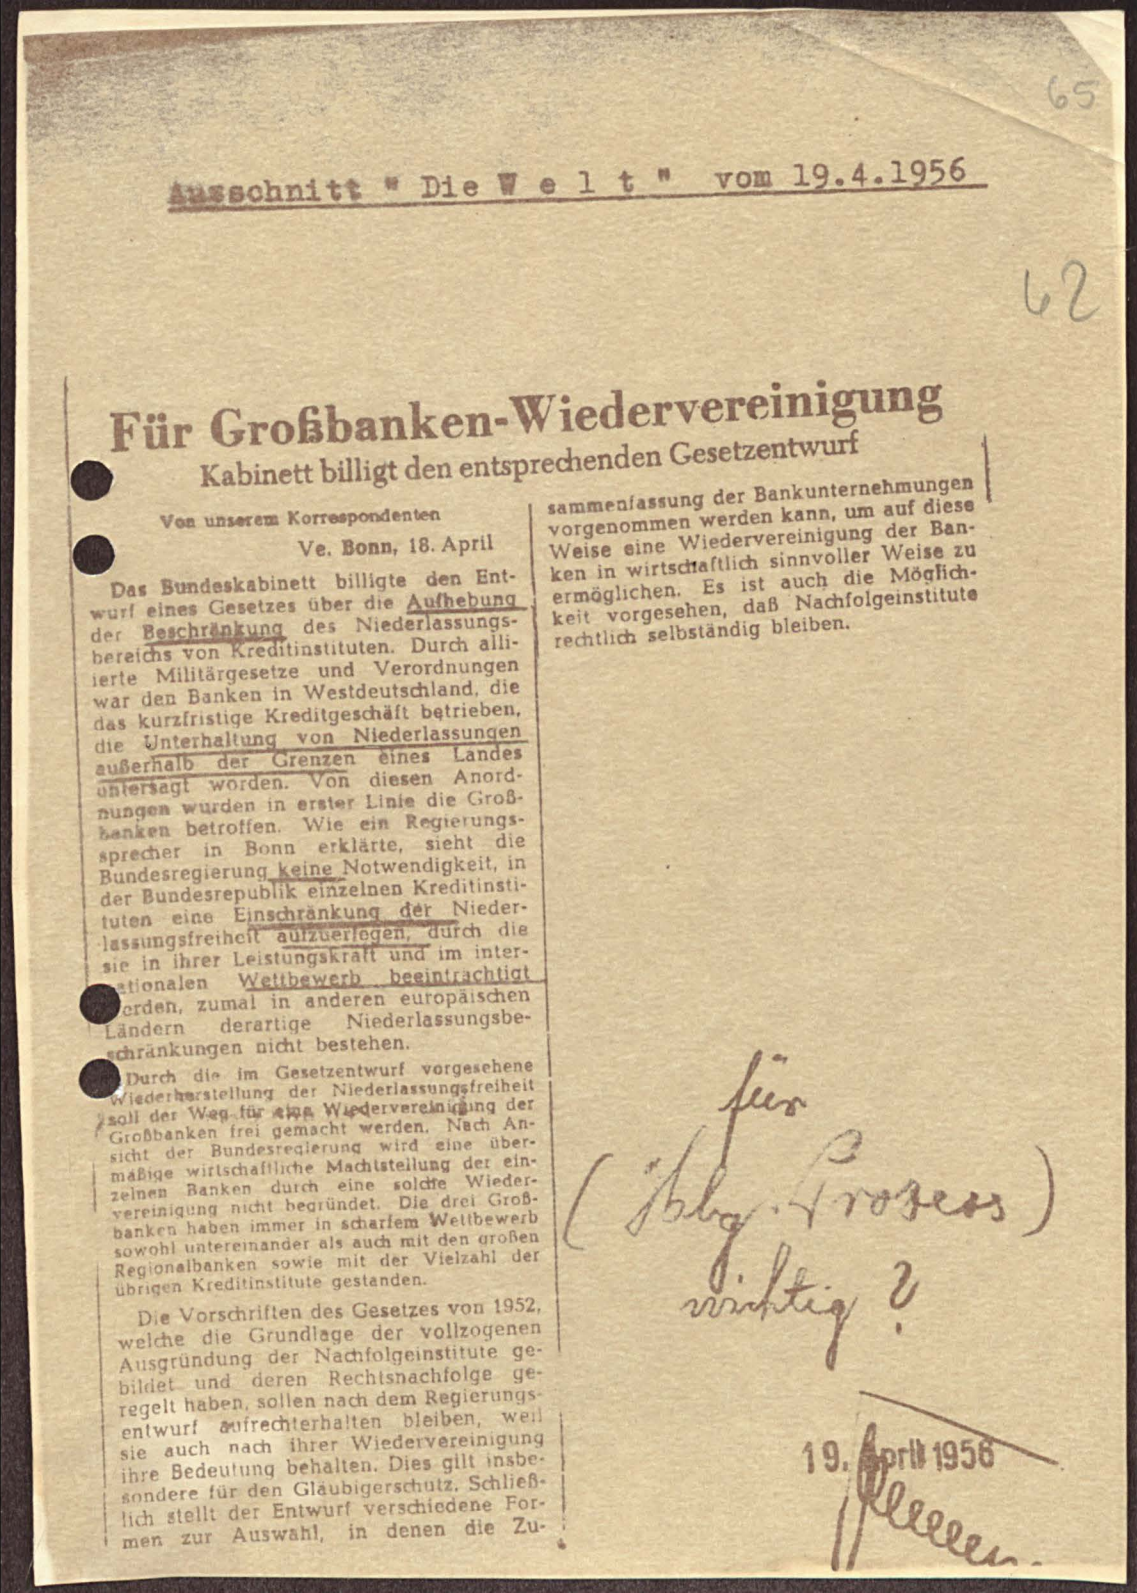 65
Ausschnitt "Die W e l t" vom 19.4.1956
62
Für Großbanken-Wiedervereinigung
Kabinett billigt den entsprechenden Gesetzentwurf
Von unserem Korrespondenten
Ve. Bonn, 18. April
Das Bundeskabinett billigte den Ent-
wurf eines Gesetzes über die Aufhebung
der Beschränkung des Niederlassungs-
bereichs von Kreditinstituten. Durch alli-
ierte Militärgesetze und Verordnungen
war den Banken in Westdeutschland, die
das kurzfristige Kreditgeschäft betrieben,
die Unterhaltung von Niederlassungen
außerhalb der Grenzen eines Landes
untersagt worden. Von diesen Anord-
nungen wurden in erster Linie die Groß-
banken betroffen. Wie ein Regierungs-
sprecher in Bonn erklärte, sieht die
Bundesregierung keine Notwendigkeit, in
der Bundesrepublik einzelnen Kreditinsti-
tuten eine Einschränkung der Nieder-
lassungsfreiheit aufzuerlegen, durch die
sie in ihrer Leistungskraft und im inter-
ationalen Wettbewerb beeinträchtigt
erden, zumal in anderen europäischen
Ländern derartige Niederlassungsbe-
schränkungen nicht bestehen.
Durch die im Gesetzentwurf vorgesehene
Wiederherstellung der Niederlassungsfreiheit
soll der Weg für eine Wiedervereinigung der
Großbanken frei gemacht werden. Nach An-
sicht der Bundesregierung wird eine über-
mäßige wirtschaftliche Machtstellung der ein-
zelnen Banken durch eine solche Wieder-
vereinigung nicht begründet. Die drei Groß-
banken haben immer in scharfem Wettbewerb
sowohl untereinander als auch mit den großen
Regionalbanken sowie mit der Vielzahl der
übrigen Kreditinstitute gestanden.
Die Vorschriften des Gesetzes von 1952,
welche die Grundlage der vollzogenen
Ausgründung der Nachfolgeinstitute ge-
bildet und deren Rechtsnachfolge ge-
regelt haben, sollen nach dem Regierungs-
entwurf aufrechterhalten bleiben, weil
sie auch nach ihrer Wiedervereinigung
ihre Bedeutung behalten. Dies gilt insbe-
sondere für den Gläubigerschutz. Schließ-
lich stellt der Entwurf verschiedene For-
men zur Auswahl, in denen die Zu-
sammenfassung der Bankunternehmungen
vorgenommen werden kann, um auf diese
Weise eine Wiedervereinigung der Ban-
ken in wirtschaftlich sinnvoller Weise zu
ermöglichen. Es ist auch die Möglich-
keit vorgesehen, daß Nachfolgeinstitute
rechtlich selbständig bleiben.
für
( Hbg. Prozess )
wichtig ?
19. April 1956